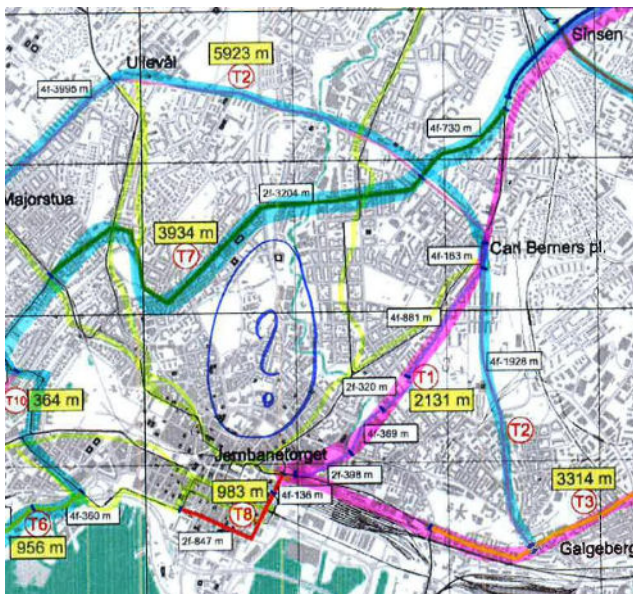 5923 m
T2
Sinsen
Ullevål
4f-3995 m
4f-730 m
Majorstua
2f-3204 m
3934 m
T7
4f-163 m
Carl Berners pl.
?
4f-881 m
4f-1928 m
2f-320 m
T1
T10
364 m
2131 m
T2
4f-369 m
Jernbanetorget
2f-398 m
3314 m
983 m
4f-136 m
T3
T6
4f-360 m
T8
956 m
2f-847 m
Galgeberg